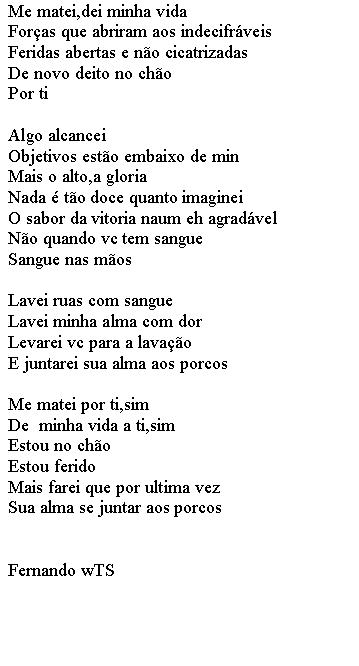 Me matei,dei minha vida
Forças que abriram aos indecifráveis
Feridas abertas e não cicatrizadas
De novo deito no chão
Por ti

Algo alcancei
Objetivos estão embaixo de min
Mais o alto,a gloria
Nada é tão doce quanto imaginei
O sabor da vitoria naum eh agradável
Não quando vc tem sangue
Sangue nas mãos

Lavei ruas com sangue
Lavei minha alma com dor
Levarei vc para a lavação
E juntarei sua alma aos porcos

Me matei por ti,sim
De  minha vida a ti,sim
Estou no chão
Estou ferido
Mais farei que por ultima vez
Sua alma se juntar aos porcos

Fernando wTS